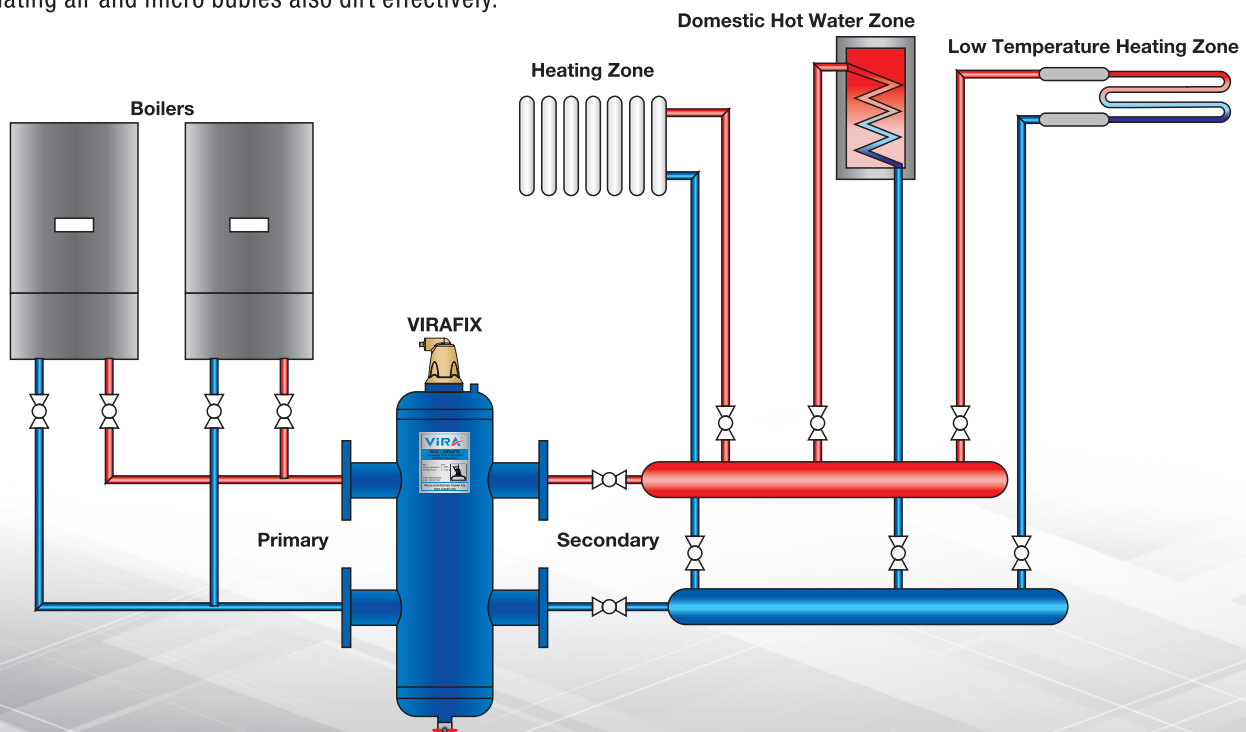 ating air and micro bubles also dirt effectively.
Domestic Hot Water Zone
Low Temperature Heating Zone
Heating Zone
Boilers
VIRAFIX
ViRA
Primary
Secondary